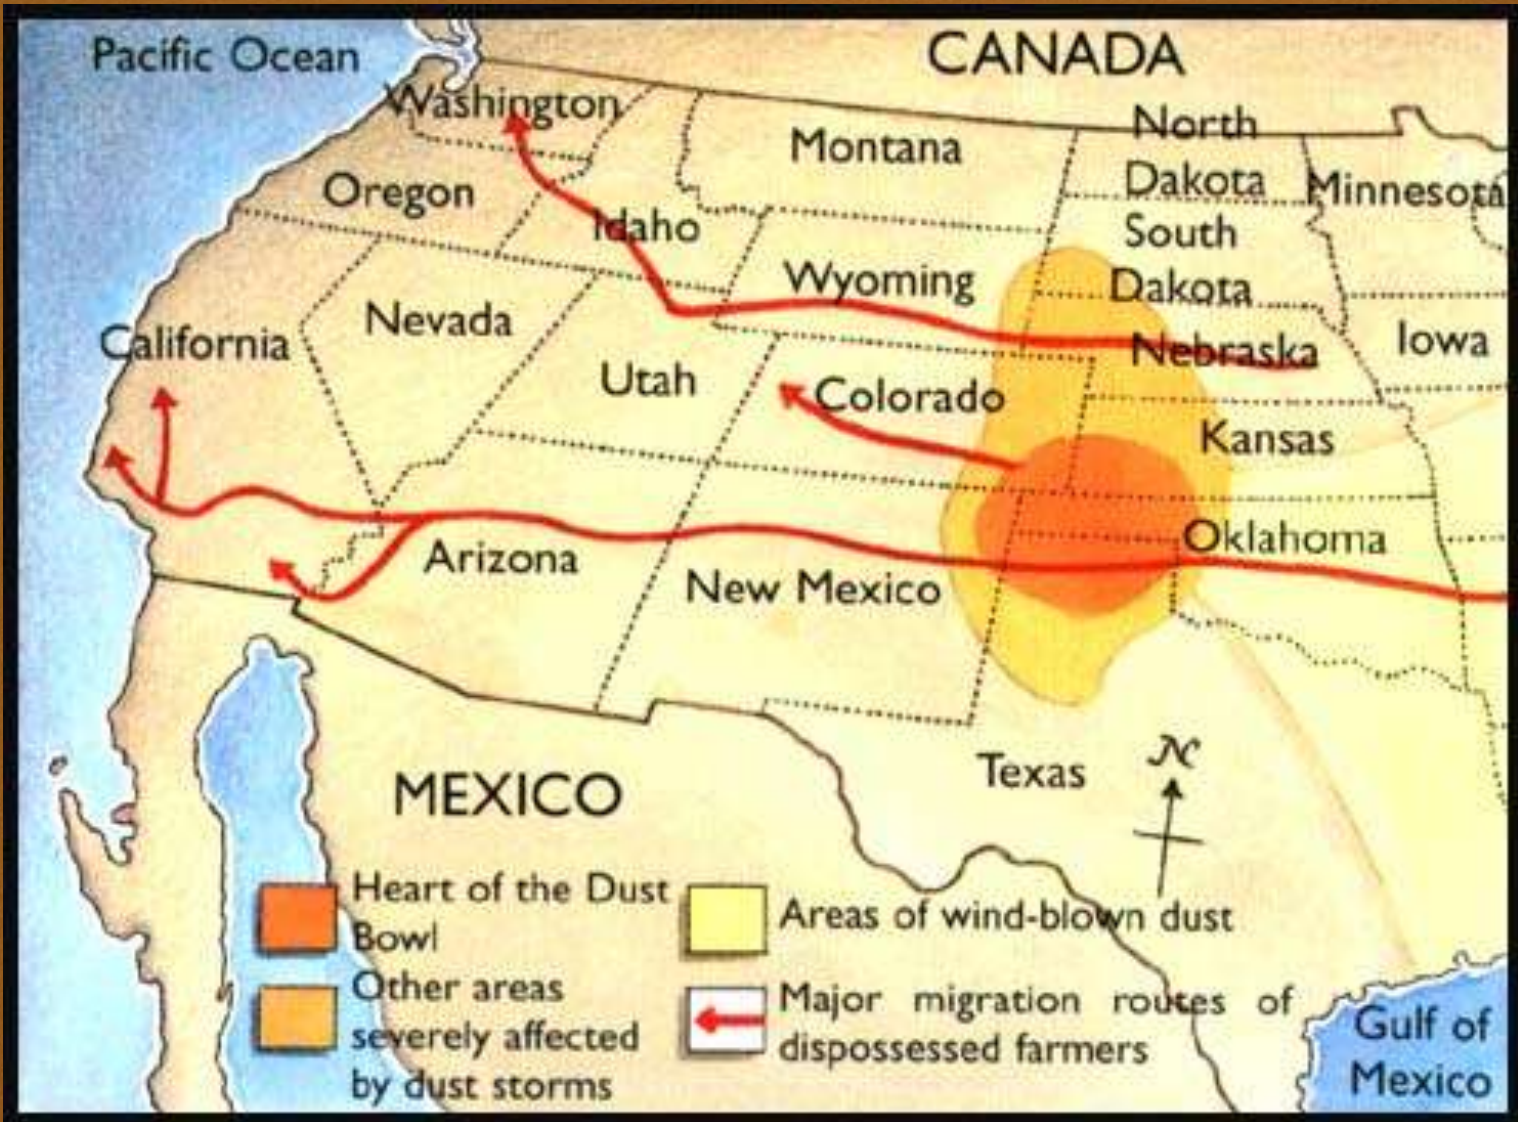 Pacific Ocean
CANADA
Washington
North
Dakota
Montana
Minnesota
Oregon
Idaho
South
Dakota
Wyoming
Nevada
California
Nebraska
Iowa
Utah
Colorado
Kansas
Oklahoma
Arizona
New Mexico
Texas
N
MEXICO
Heart of the Dust
Bowl
Other areas
severely affected
by dust storms
Areas of wind-blown dust
Major migration routes of
dispossessed farmers
Gulf of
Mexico